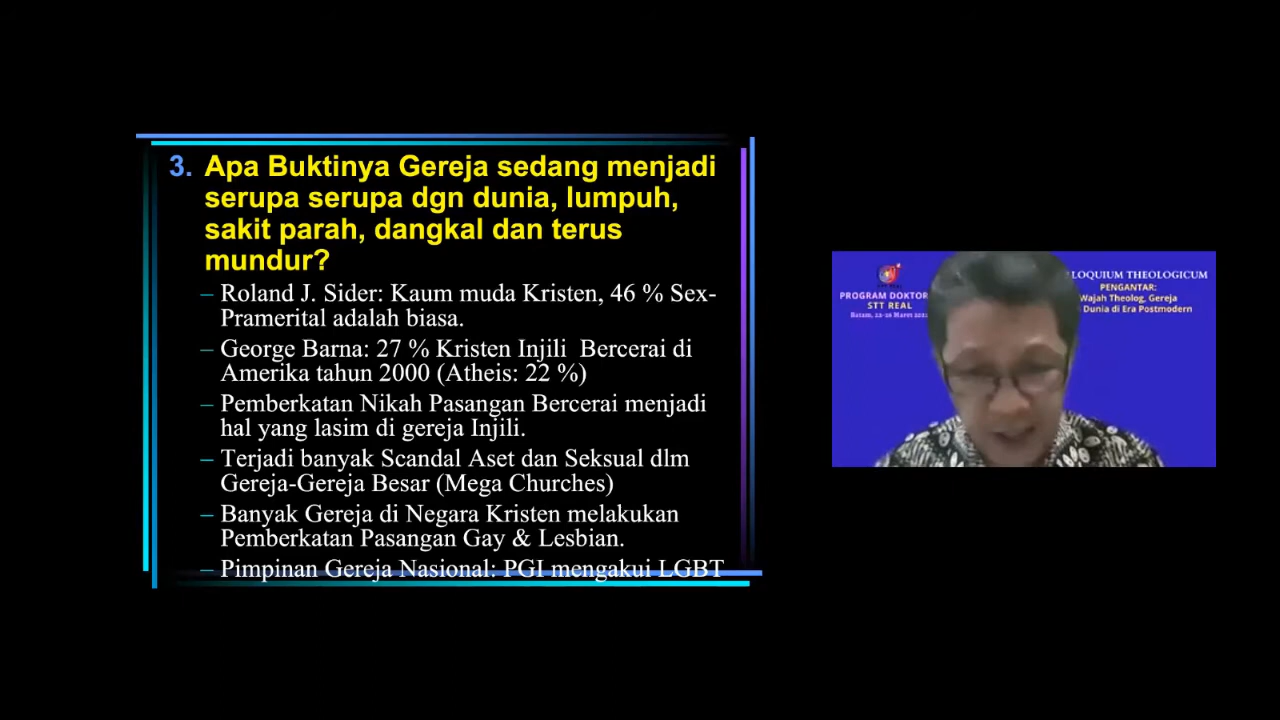 3. Apa Buktinya Gereja sedang menjadi
serupa serupa dgn dunia, lumpuh,
sakit parah, dangkal dan terus
mundur?
– Roland J. Sider: Kaum muda Kristen, 46 % Sex-
Pramerital adalah biasa.
– George Barna: 27 % Kristen Injili Bercerai di
Amerika tahun 2000 (Atheis: 22 %)
– Pemberkatan Nikah Pasangan Bercerai menjadi
hal yang lasim di gereja Injili.
– Terjadi banyak Scandal Aset dan Seksual dlm
Gereja-Gereja Besar (Mega Churches)
– Banyak Gereja di Negara Kristen melakukan
Pemberkatan Pasangan Gay & Lesbian.
– Pimpinan Gereja Nasional: PGI mengakui LGBT
PROGRAM DOKTOR
STT REAL
LOQUIUM THEOLOGICUM
PENGANTAR:
Wajah Theolog, Gereja
Dunia di Era Postmodern